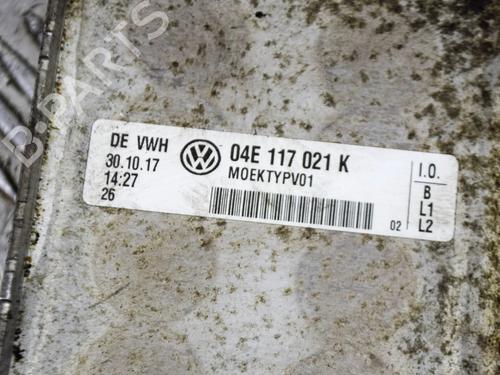 DE VWH
30.10.17
14:27
26
04E 117 021 K
MOEKTYPV01
02
I.O.
B
L1
L2
B-PARTS